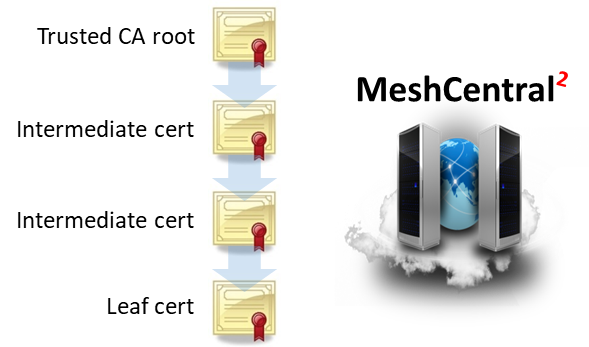 Trusted CA root
Intermediate cert
Intermediate cert
Leaf cert
MeshCentral2